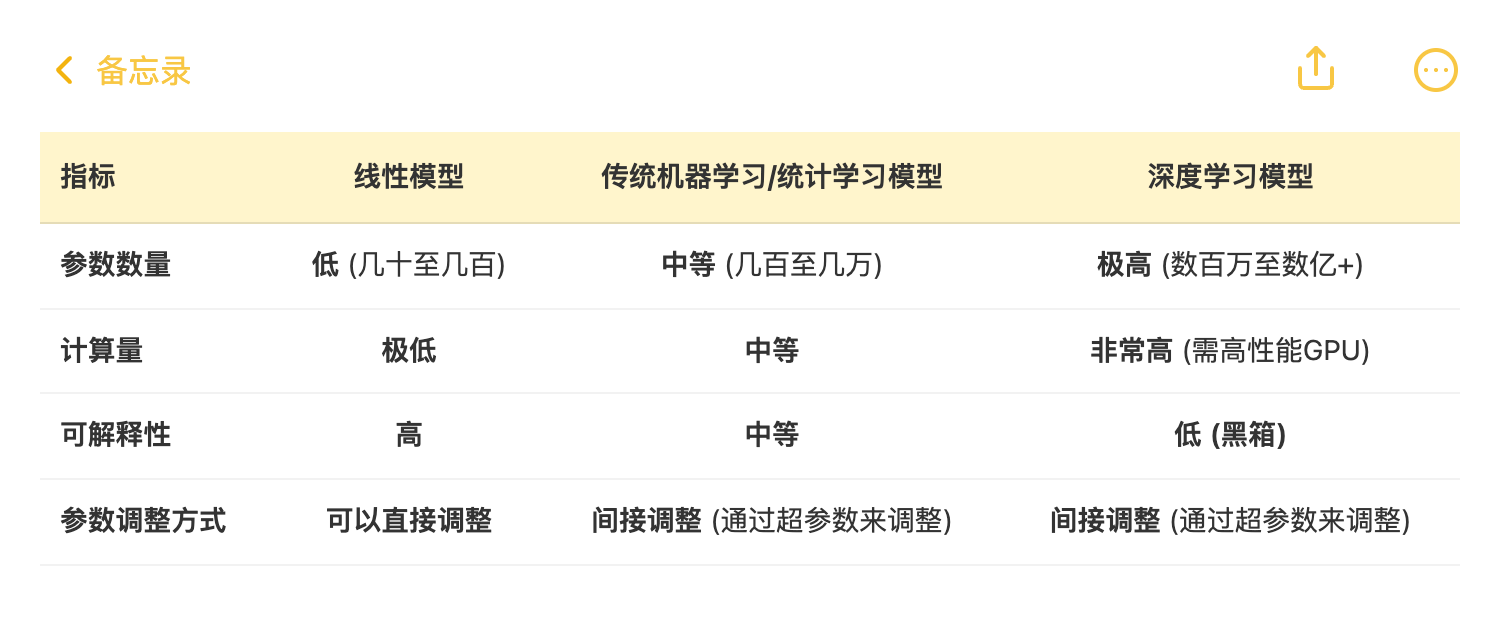 备忘录
指标 线性模型 传统机器学习/统计学习模型 深度学习模型
参数数量 低 (几十至几百) 中等 (几百至几万) 极高 (数百万至数亿+)
计算量 极低 中等 非常高 (需高性能GPU)
可解释性 高 中等 低 (黑箱)
参数调整方式 可以直接调整 间接调整 (通过超参数来调整) 间接调整 (通过超参数来调整)